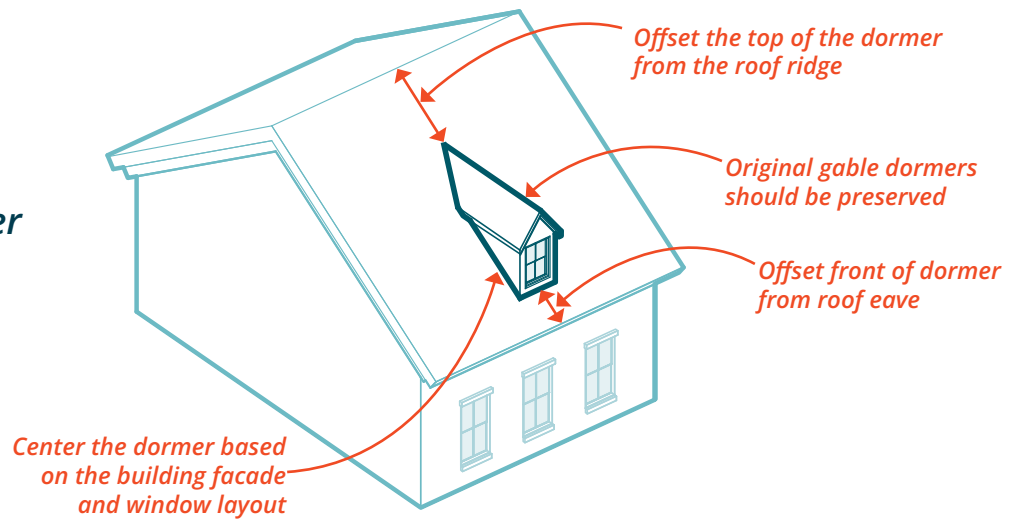 Offset the top of the dormer
from the roof ridge
Original gable dormers
should be preserved
er
Offset front of dormer
from roof eave
Center the dormer based
on the building facade
and window layout